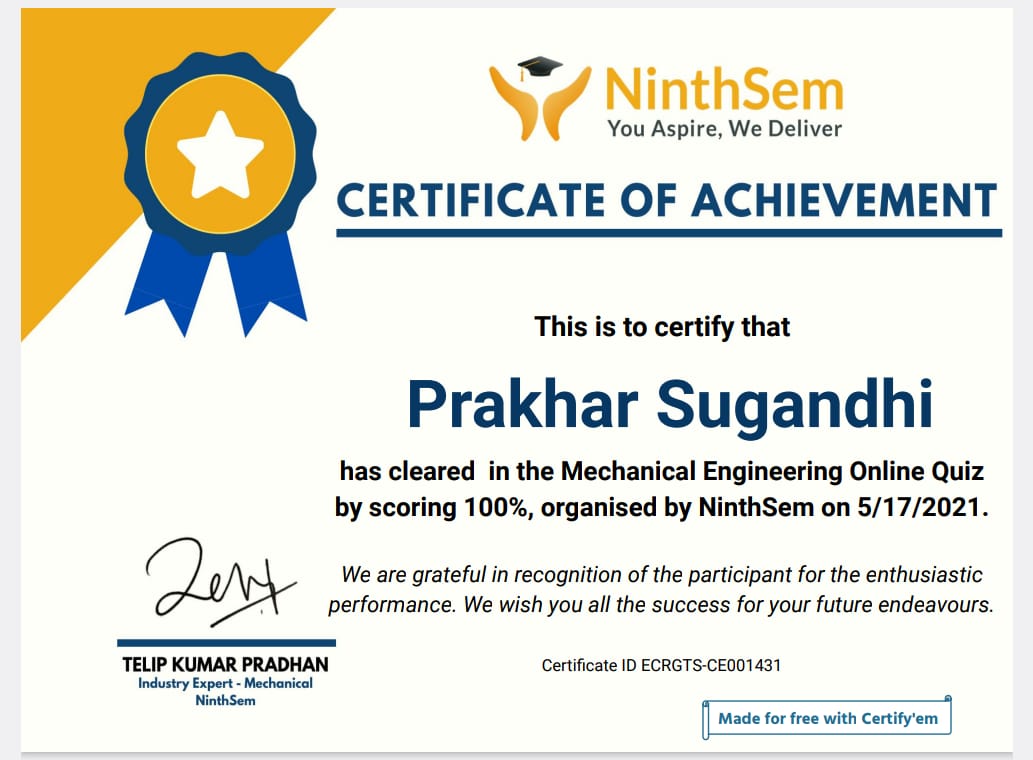 NinthSem
You Aspire, We Deliver
CERTIFICATE OF ACHIEVEMENT
This is to certify that
Prakhar Sugandhi
has cleared in the Mechanical Engineering Online Quiz
by scoring 100%, organised by NinthSem on 5/17/2021.
We are grateful in recognition of the participant for the enthusiastic
performance. We wish you all the success for your future endeavours.
TELIP KUMAR PRADHAN
Industry Expert - Mechanical
NinthSem
Certificate ID ECRGTS-CE001431
Made for free with Certify'em